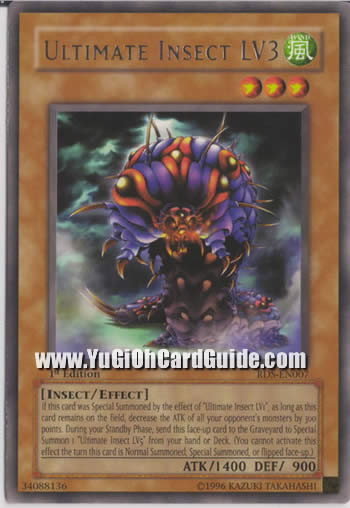 ULTIMATE INSECT LV3
WIND
風
www.YuGiOhCardGuide.com
1st Edition
RDS-EN007
[INSECT/EFFECT]
If this card was Special Summoned by the effect of "Ultimate Insect LV1", as long as this
card remains on the field, decrease the ATK of all your opponent's monsters by 300
points. During your Standby Phase, send this face-up card to the Graveyard to Special
Summon 1 "Ultimate Insect LV5" from your hand or Deck. (You cannot activate
this effect the turn this card is Normal Summoned, Special Summoned, or flipped face-up.)
ATK/1400 DEF/ 900
34088136
©1996 KAZUKI TAKAHASHI